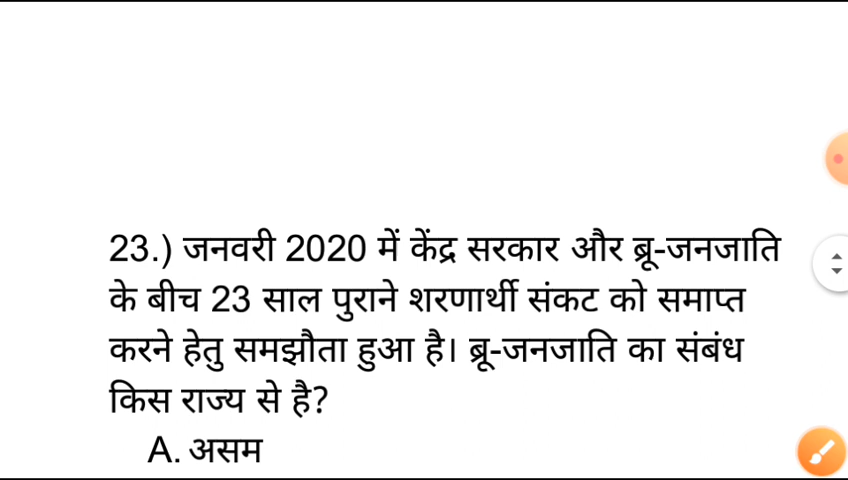 23.) जनवरी 2020 में केंद्र सरकार और ब्रू-जनजाति
के बीच 23 साल पुराने शरणार्थी संकट को समाप्त
करने हेतु समझौता हुआ है। ब्रू-जनजाति का संबंध
किस राज्य से है?
A. असम